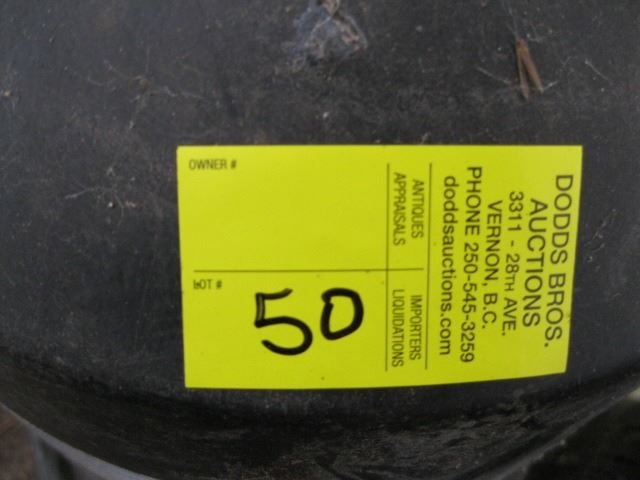 DODDS BROS.
AUCTIONS
3311 - 28TH AVE.
VERNON, B.C.
PHONE 250-545-3259
doddsauctions.com
ANTIQUES
APPRAISALS
IMPORTERS
LIQUIDATIONS
OWNER #
LOT #
50